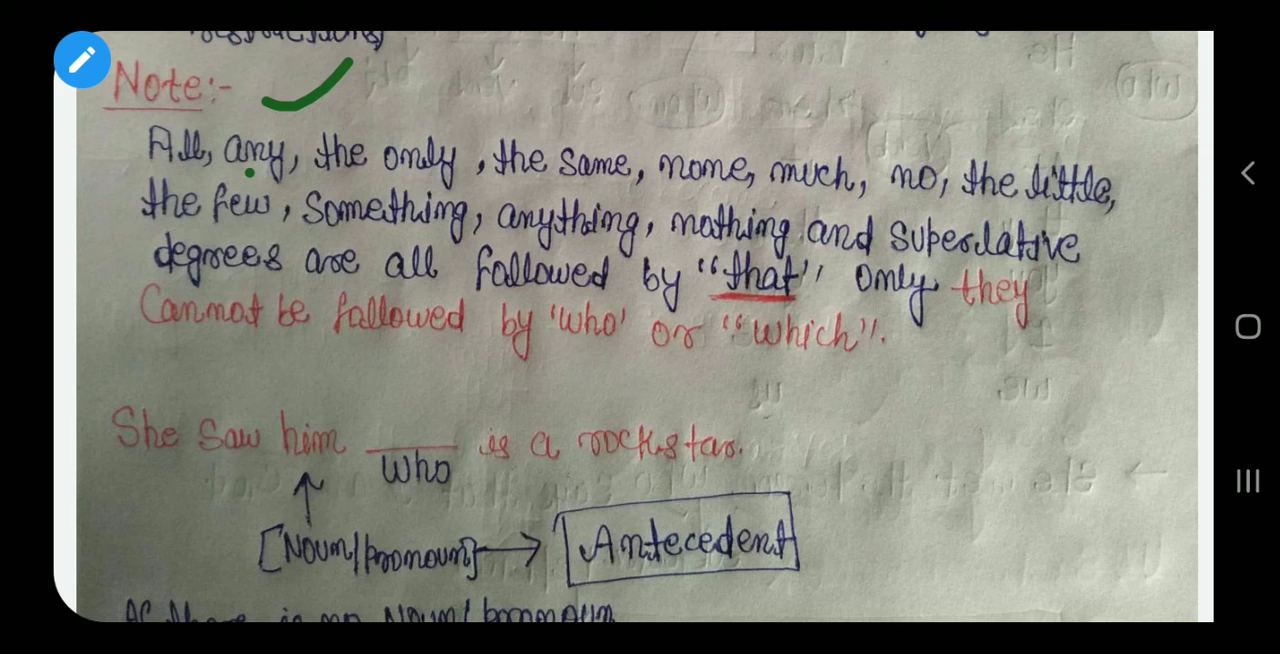 Note:-
All, any, the only, the same, none, much, no, the little,
the few, something, anything, nothing and superlative
degrees are all followed by "that" only they
Cannot be followed by 'who' or "which".
She saw him ____ is a rockstar.
who
[Noun/pronoun] → Antecedent